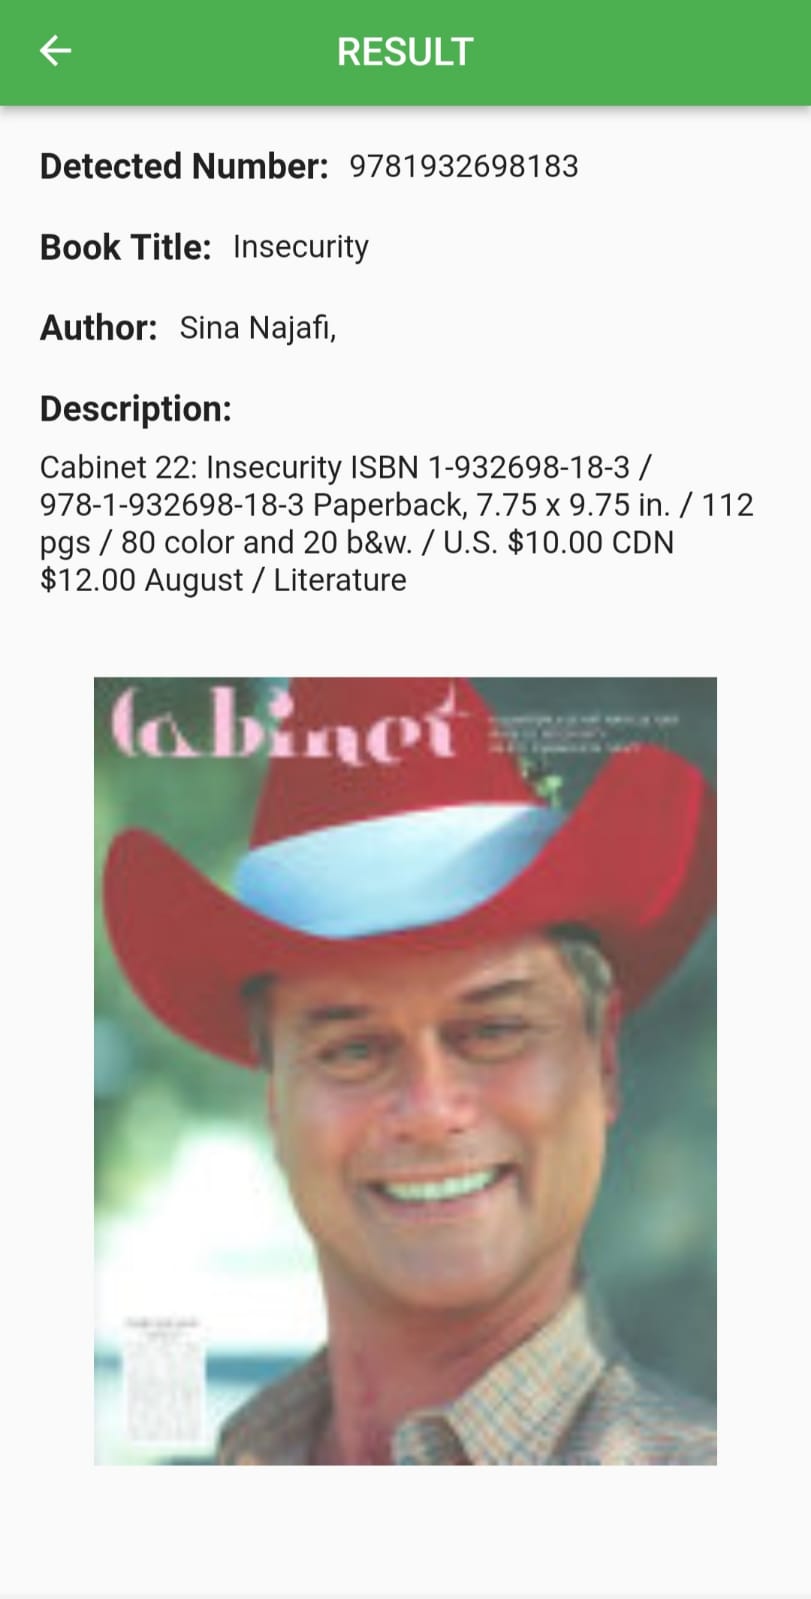 RESULT
Detected Number: 9781932698183
Book Title: Insecurity
Author: Sina Najafi,
Description:
Cabinet 22: Insecurity ISBN 1-932698-18-3 /
978-1-932698-18-3 Paperback, 7.75 x 9.75 in. / 112
pgs / 80 color and 20 b&w. / U.S. $10.00 CDN
$12.00 August / Literature
Cabinet